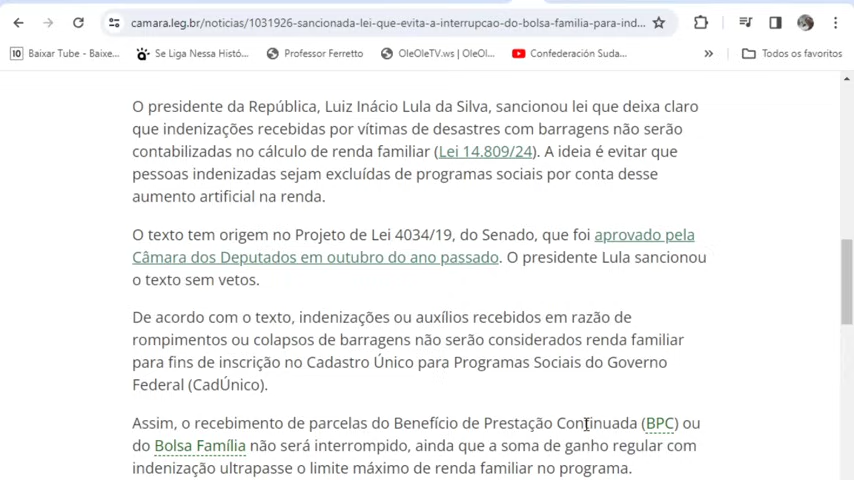 camara.leg.br/noticias/1031926-sancionada-lei-que-evita-a-interrupcao-do-bolsa-familia-para-ind...
10 Baixar Tube - Baixe... Se Liga Nessa Histó... Professor Ferretto OleOleTV.ws | OleOl... Confederación Suda... » Todos os favoritos
O presidente da República, Luiz Inácio Lula da Silva, sancionou lei que deixa claro
que indenizações recebidas por vítimas de desastres com barragens não serão
contabilizadas no cálculo de renda familiar (Lei 14.809/24). A ideia é evitar que
pessoas indenizadas sejam excluídas de programas sociais por conta desse
aumento artificial na renda.
O texto tem origem no Projeto de Lei 4034/19, do Senado, que foi aprovado pela
Câmara dos Deputados em outubro do ano passado. O presidente Lula sancionou
o texto sem vetos.
De acordo com o texto, indenizações ou auxílios recebidos em razão de
rompimentos ou colapsos de barragens não serão considerados renda familiar
para fins de inscrição no Cadastro Único para Programas Sociais do Governo
Federal (CadÚnico).
Assim, o recebimento de parcelas do Benefício de Prestação Continuada (BPC) ou
do Bolsa Família não será interrompido, ainda que a soma de ganho regular com
indenização ultrapasse o limite máximo de renda familiar no programa.